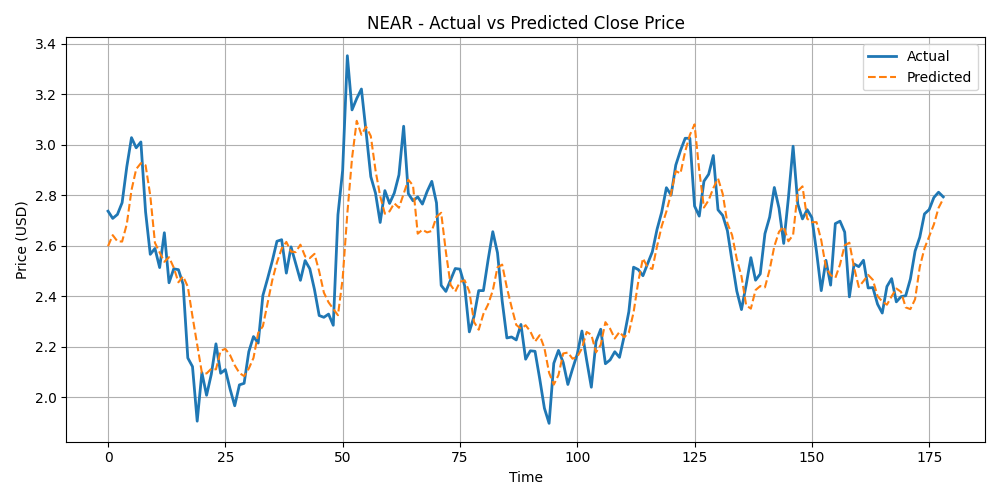 NEAR - Actual vs Predicted Close Price
Actual
Predicted
Price (USD)
3.4
3.2
3.0
2.8
2.6
2.4
2.2
2.0
0 25 50 75 100 125 150 175
Time